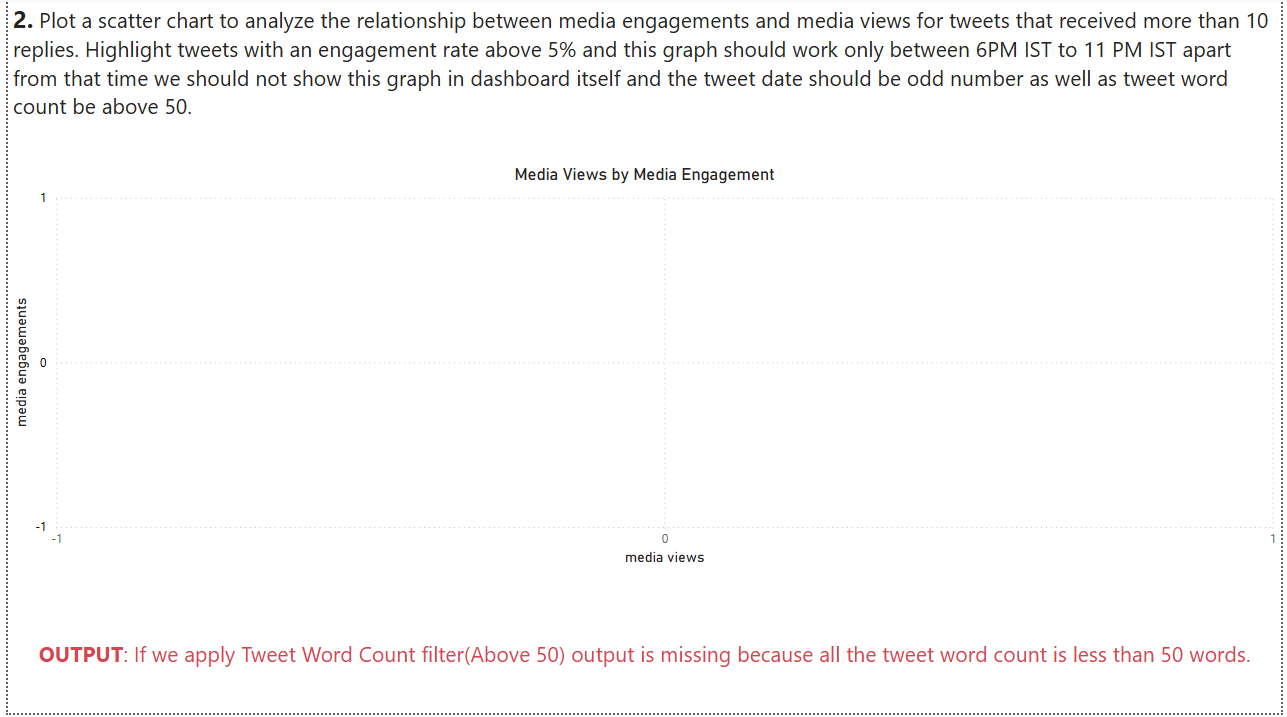 2. Plot a scatter chart to analyze the relationship between media engagements and media views for tweets that received more than 10
replies. Highlight tweets with an engagement rate above 5% and this graph should work only between 6PM IST to 11 PM IST apart
from that time we should not show this graph in dashboard itself and the tweet date should be odd number as well as tweet word
count be above 50.
Media Views by Media Engagement
1
media engagements
0
-1
-1
0
1
media views
OUTPUT: If we apply Tweet Word Count filter(Above 50) output is missing because all the tweet word count is less than 50 words.